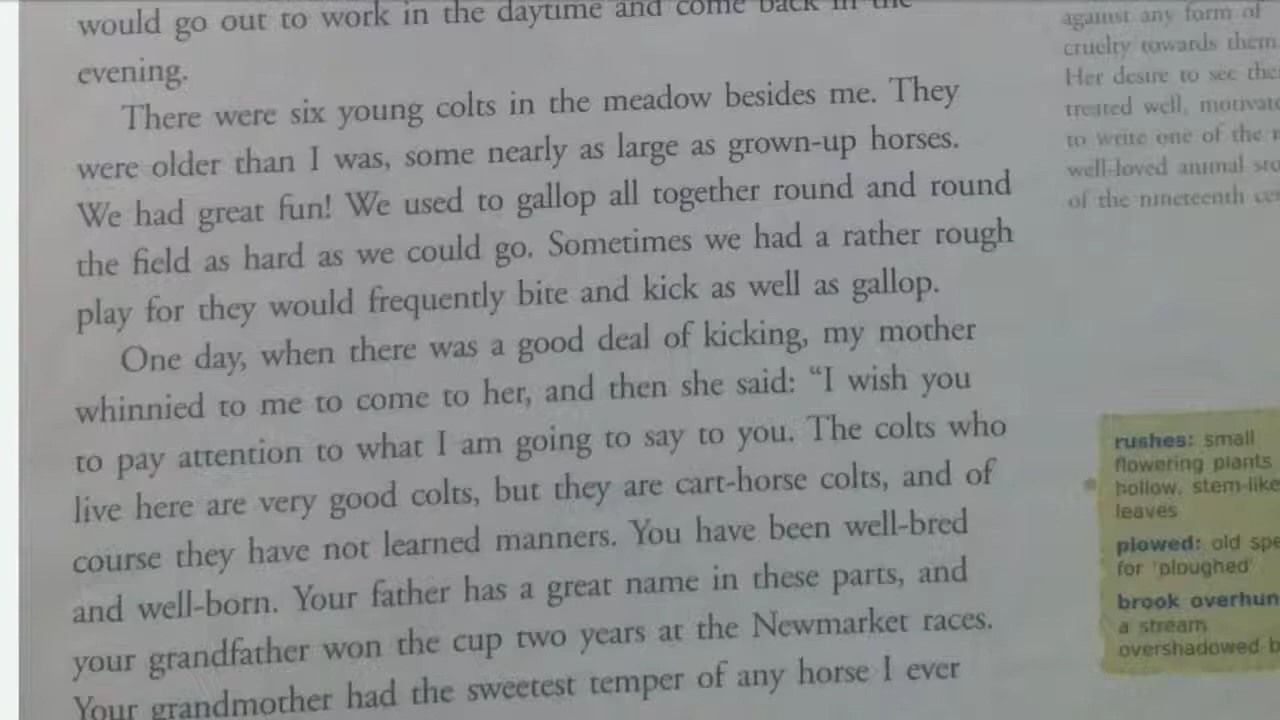 would go out to work in the daytime and come back in the
evening.
There were six young colts in the meadow besides me. They
were older than I was, some nearly as large as grown-up horses.
We had great fun! We used to gallop all together round and round
the field as hard as we could go. Sometimes we had a rather rough
play for they would frequently bite and kick as well as gallop.
One day, when there was a good deal of kicking, my mother
whinnied to me to come to her, and then she said: “I wish you
to pay attention to what I am going to say to you. The colts who
live here are very good colts, but they are cart-horse colts, and of
course they have not learned manners. You have been well-bred
and well-born. Your father has a great name in these parts, and
your grandfather won the cup two years at the Newmarket races.
Your grandmother had the sweetest temper of any horse I ever
against any form of
cruelty towards them.
Her desire to see
treated well,
to write one of the
well-loved animal
of the nineteenth
rushes: small
flowering plants
hollow, stem-like
leaves
plowed: old
for 'ploughed'
brook
a stream
overshadowed